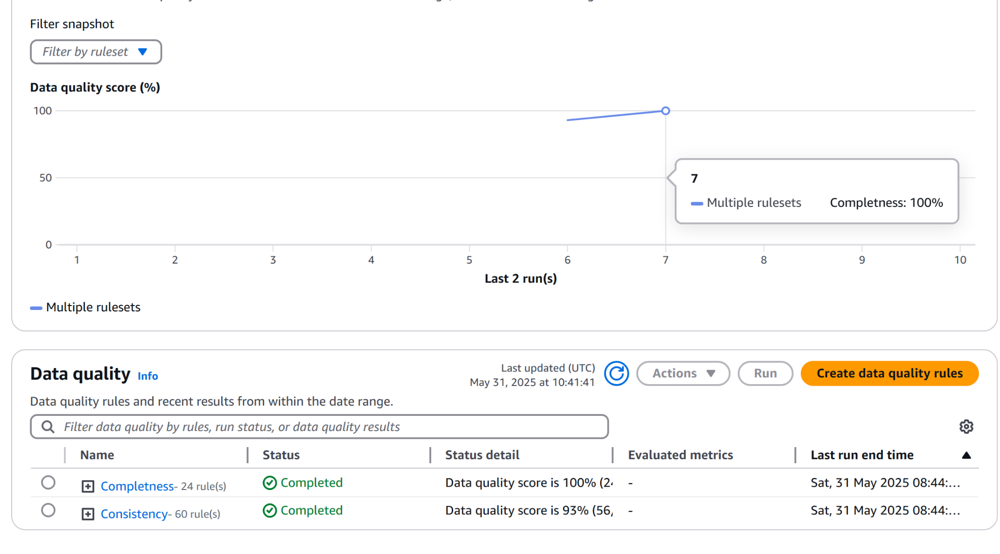 Filter snapshot
Filter by ruleset
Data quality score (%)
100
50
0
7
Multiple rulesets Completness: 100%
1 2 3 4 5 6 7 8 9 10
Last 2 run(s)
Multiple rulesets
Data quality Info
Last updated (UTC)
May 31, 2025 at 10:41:41
Actions Run Create data quality rules
Data quality rules and recent results from within the date range.
Filter data quality by rules, run status, or data quality results
Name Status Status detail Evaluated metrics Last run end time
Completness- 24 rule(s) Completed Data quality score is 100% (24 - Sat, 31 May 2025 08:44:...
Consistency- 60 rule(s) Completed Data quality score is 93% (56, - Sat, 31 May 2025 08:44:...